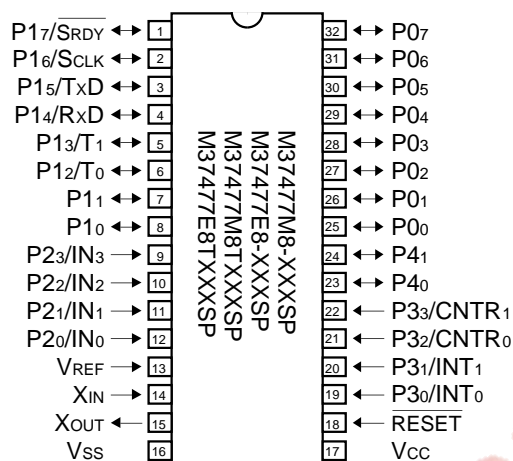 P17/SRDY 1 32 P07
P16/SCLK 2 31 P06
P15/TXD 3 30 P05
P14/RXD 4 29 P04
P13/T1 5 28 P03
P12/T0 6 27 P02
P11 7 26 P01
P10 8 25 P00
P23/IN3 9 24 P41
P22/IN2 10 23 P40
P21/IN1 11 22 P33/CNTR1
P20/IN0 12 21 P32/CNTR0
VREF 13 20 P31/INT1
XIN 14 19 P30/INT0
XOUT 15 18 RESET
VSS 16 17 VCC
M37477M8-XXXSP
M37477E8-XXXSP
M37477M8TXXXSP
M37477E8TXXXSP